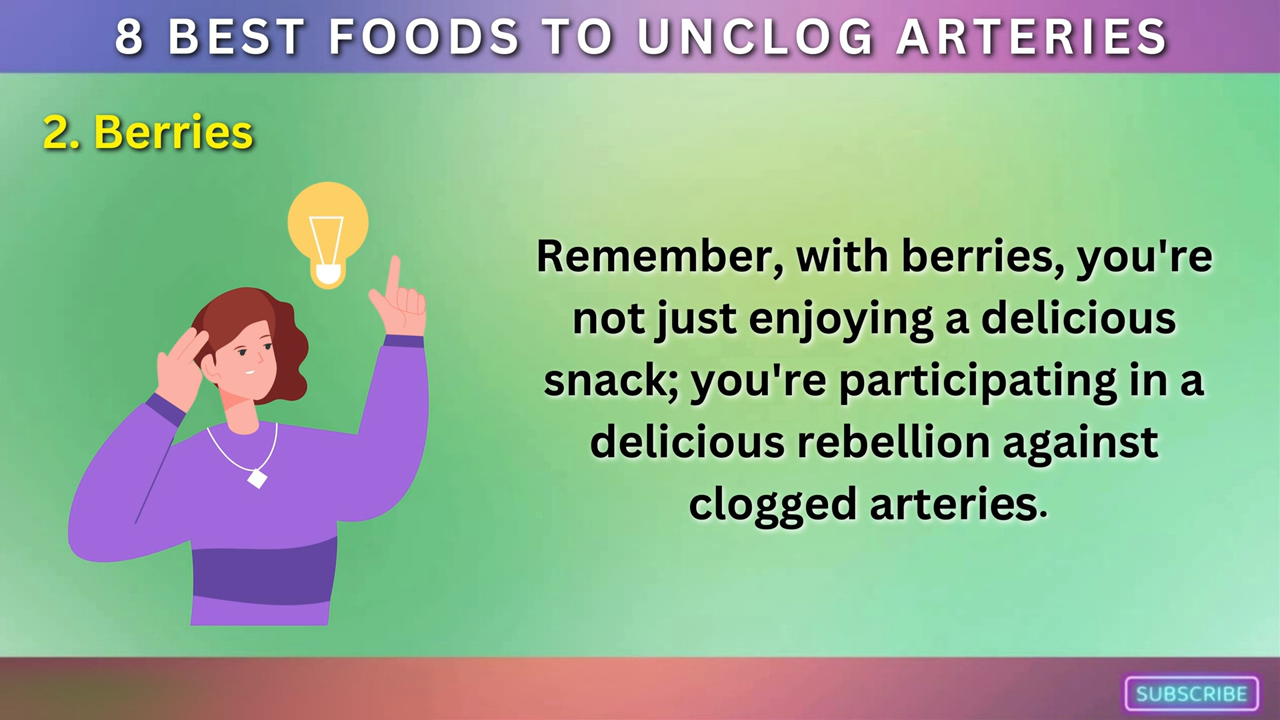 8 BEST FOODS TO UNCLOG ARTERIES
2. Berries
Remember, with berries, you're
not just enjoying a delicious
snack; you're participating in a
delicious rebellion against
clogged arteries.
SUBSCRIBE